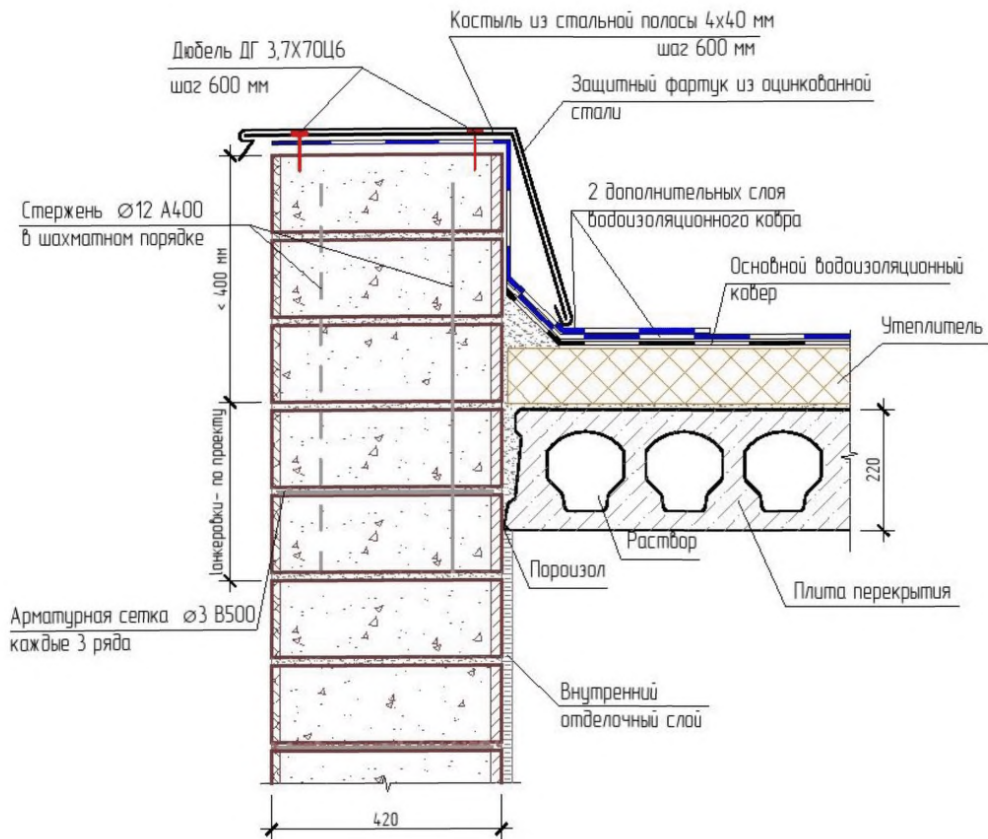 Костыль из стальной полосы 4х40 мм
шаг 600 мм
Дюбель ДГ 3,7Х70Ц6
шаг 600 мм
Защитный фартук из оцинкованной
стали
Стержень ⌀12 А400
в шахматном порядке
< 400 мм
2 дополнительных слоя
водоизоляционного ковра
Основной водоизоляционный
ковер
Утеплитель
lанкеровки- по проекту
220
Раствор
Пороизол
Плита перекрытия
Арматурная сетка ⌀3 В500
каждые 3 ряда
Внутренний
отделочный слой
420